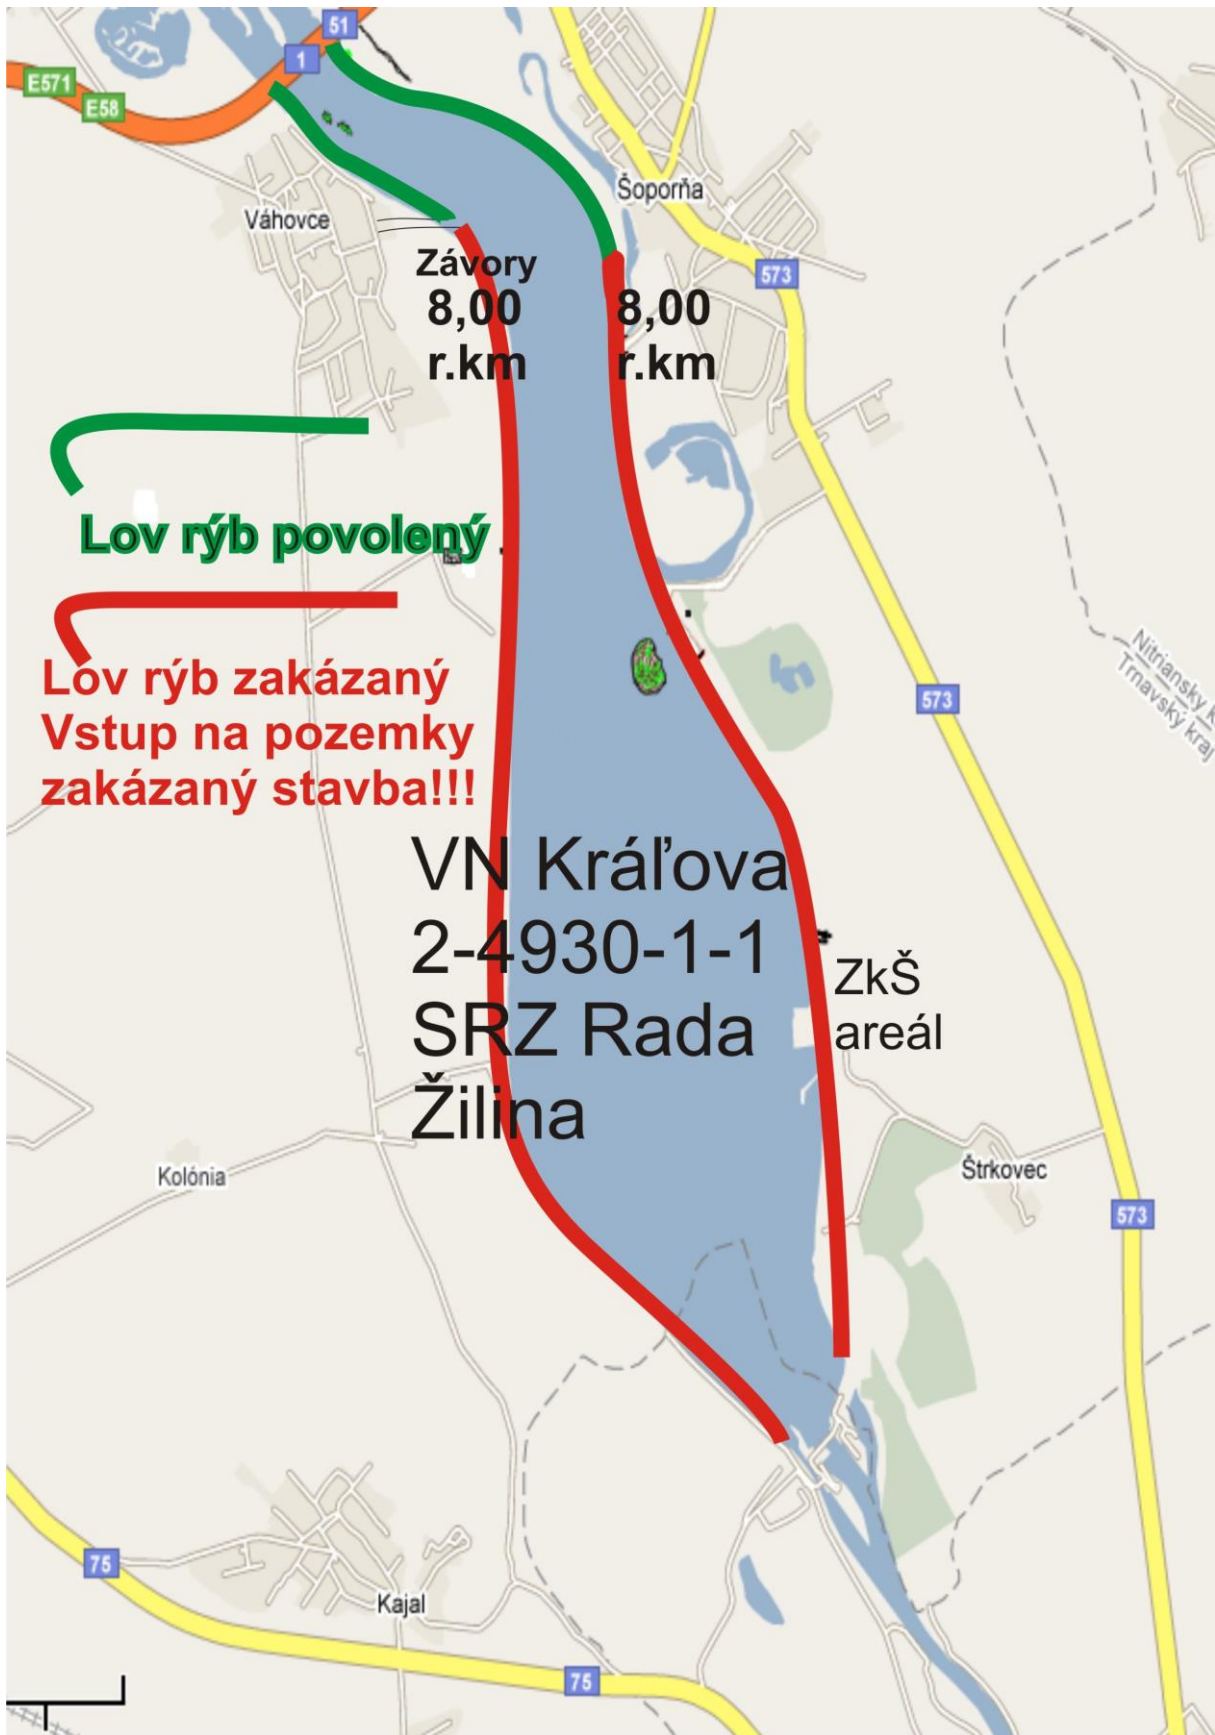 51
1
E571
E58
Šoporňa
Váhovce
Závory
8,00
r.km
8,00
r.km
573
Lov rýb povolený
Lov rýb zakázaný
Vstup na pozemky
zakázaný stavba!!!
573
Nitriansky k
Trnavský kraj
VN Kráľova
2-4930-1-1
SRZ Rada
Žilina
ZkŠ
areál
Kolónia
Štrkovec
573
75
Kajal
75